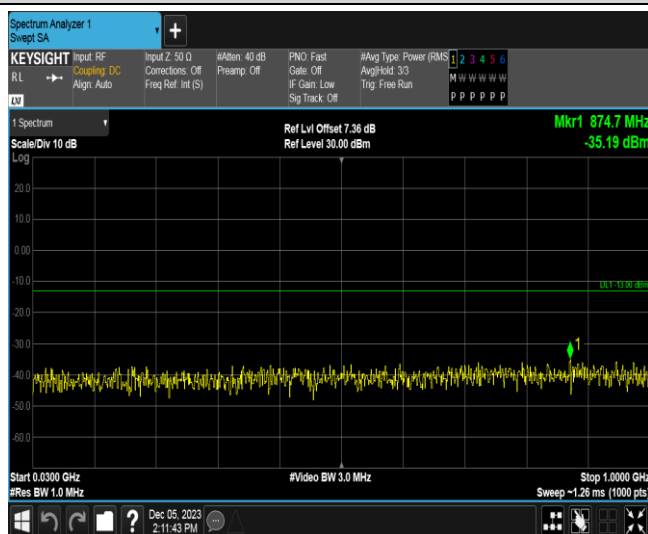 Spectrum Analyzer 1
Swept SA
+
KEYSIGHT
RL
LXI
Input: RF
Coupling: DC
Align: Auto
Input Z: 50 Ω
Corrections: Off
Freq Ref: Int (S)
#Atten: 40 dB
Preamp: Off
PNO: Fast
Gate: Off
IF Gain: Low
Sig Track: Off
#Avg Type: Power (RMS
Avg|Hold: 3/3
Trig: Free Run
1 2 3 4 5 6
M W W W W W
P P P P P P
1 Spectrum
Scale/Div 10 dB
Log
Ref Lvl Offset 7.36 dB
Ref Level 30.00 dBm
Mkr1 874.7 MHz
-35.19 dBm
20.0
10.0
0.00
-10.0
DL1 -13.00 dBm
-20.0
-30.0
1
-40.0
-50.0
-60.0
Start 0.0300 GHz
#Res BW 1.0 MHz
#Video BW 3.0 MHz
Stop 1.0000 GHz
Sweep ~1.26 ms (1000 pts)
?
Dec 05, 2023
2:11:43 PM